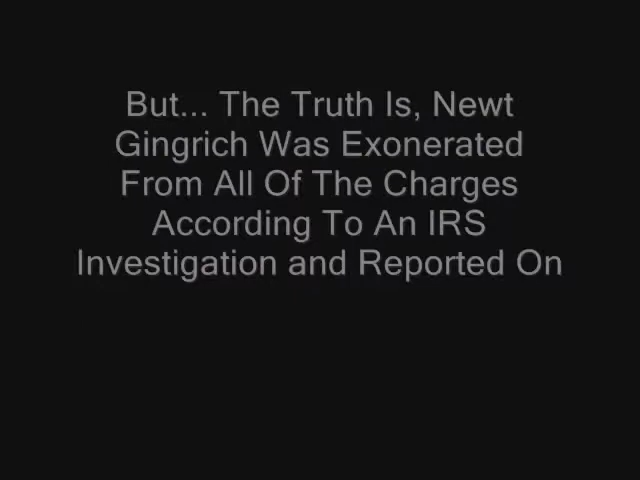 But... The Truth Is, Newt
Gingrich Was Exonerated
From All Of The Charges
According To An IRS
Investigation and Reported On